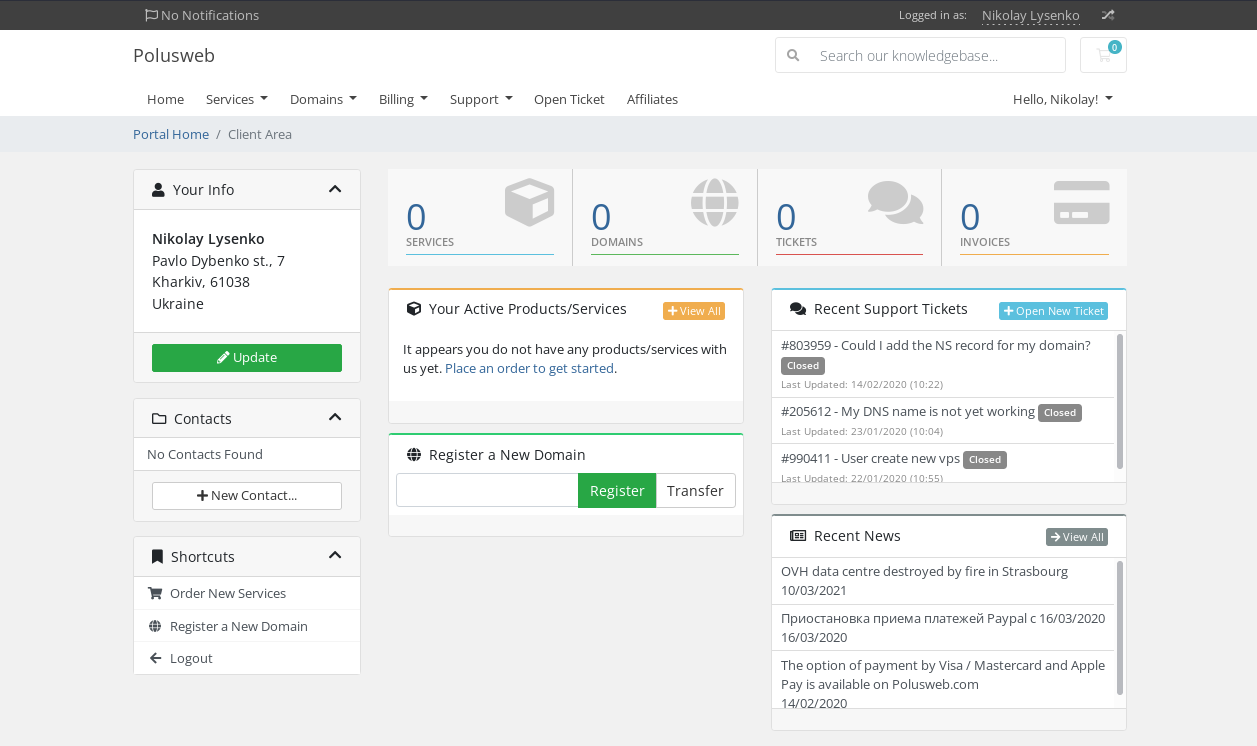 No Notifications
Logged in as: Nikolay Lysenko
Polusweb
Search our knowledgebase...
0
Home Services Domains Billing Support Open Ticket Affiliates
Hello, Nikolay!
Portal Home / Client Area
Your Info
Nikolay Lysenko
Pavlo Dybenko st., 7
Kharkiv, 61038
Ukraine
Update
Contacts
No Contacts Found
New Contact...
Shortcuts
Order New Services
Register a New Domain
Logout
0
SERVICES
0
DOMAINS
0
TICKETS
0
INVOICES
Your Active Products/Services
View All
It appears you do not have any products/services with
us yet. Place an order to get started.
Register a New Domain
Register Transfer
Recent Support Tickets
Open New Ticket
#803959 - Could I add the NS record for my domain?
Closed
Last Updated: 14/02/2020 (10:22)
#205612 - My DNS name is not yet working Closed
Last Updated: 23/01/2020 (10:04)
#990411 - User create new vps Closed
Last Updated: 22/01/2020 (10:55)
Recent News
View All
OVH data centre destroyed by fire in Strasbourg
10/03/2021
Приостановка приема платежей Paypal с 16/03/2020
16/03/2020
The option of payment by Visa / Mastercard and Apple
Pay is available on Polusweb.com
14/02/2020